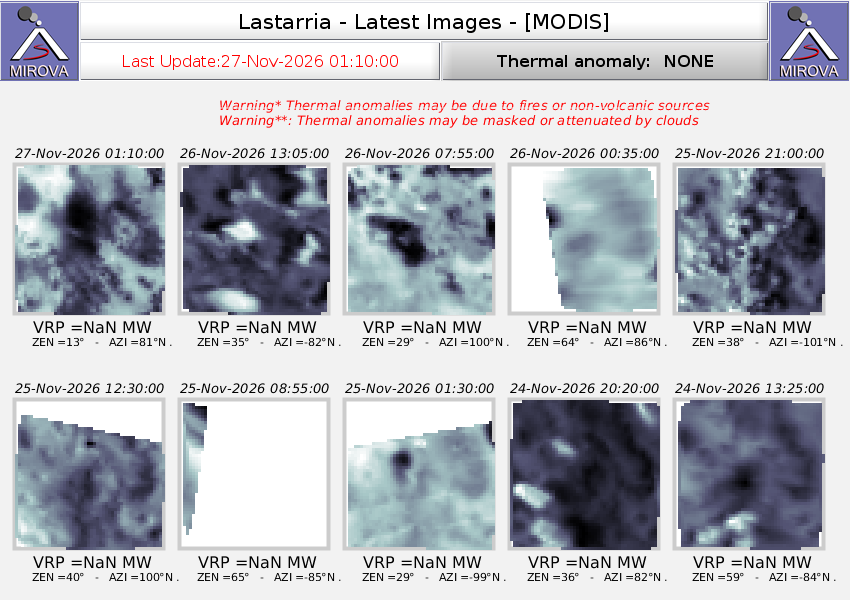 Lastarria - Latest Images - [MODIS]
MIROVA
Last Update:27-Nov-2026 01:10:00
Thermal anomaly: NONE
MIROVA
Warning* Thermal anomalies may be due to fires or non-volcanic sources
Warning**: Thermal anomalies may be masked or attenuated by clouds
27-Nov-2026 01:10:00 26-Nov-2026 13:05:00 26-Nov-2026 07:55:00 26-Nov-2026 00:35:00 25-Nov-2026 21:00:00
VRP =NaN MW VRP =NaN MW VRP =NaN MW VRP =NaN MW VRP =NaN MW
ZEN =13° - AZI =81°N . ZEN =35° - AZI =-82°N . ZEN =29° - AZI =100°N . ZEN =64° - AZI =86°N . ZEN =38° - AZI =-101°N .
25-Nov-2026 12:30:00 25-Nov-2026 08:55:00 25-Nov-2026 01:30:00 24-Nov-2026 20:20:00 24-Nov-2026 13:25:00
VRP =NaN MW VRP =NaN MW VRP =NaN MW VRP =NaN MW VRP =NaN MW
ZEN =40° - AZI =100°N . ZEN =65° - AZI =-85°N . ZEN =29° - AZI =-99°N . ZEN =36° - AZI =82°N . ZEN =59° - AZI =-84°N .